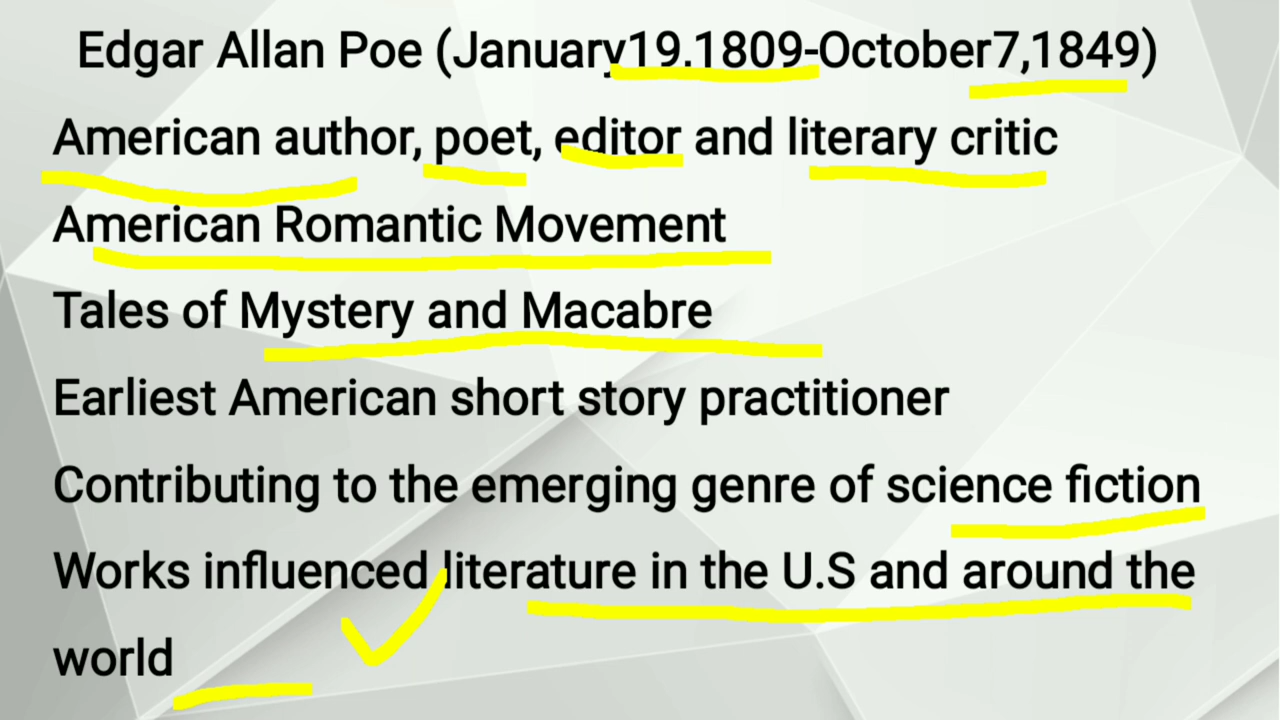 Edgar Allan Poe (January19.1809-October7,1849)
American author, poet, editor and literary critic
American Romantic Movement
Tales of Mystery and Macabre
Earliest American short story practitioner
Contributing to the emerging genre of science fiction
Works influenced literature in the U.S and around the
world